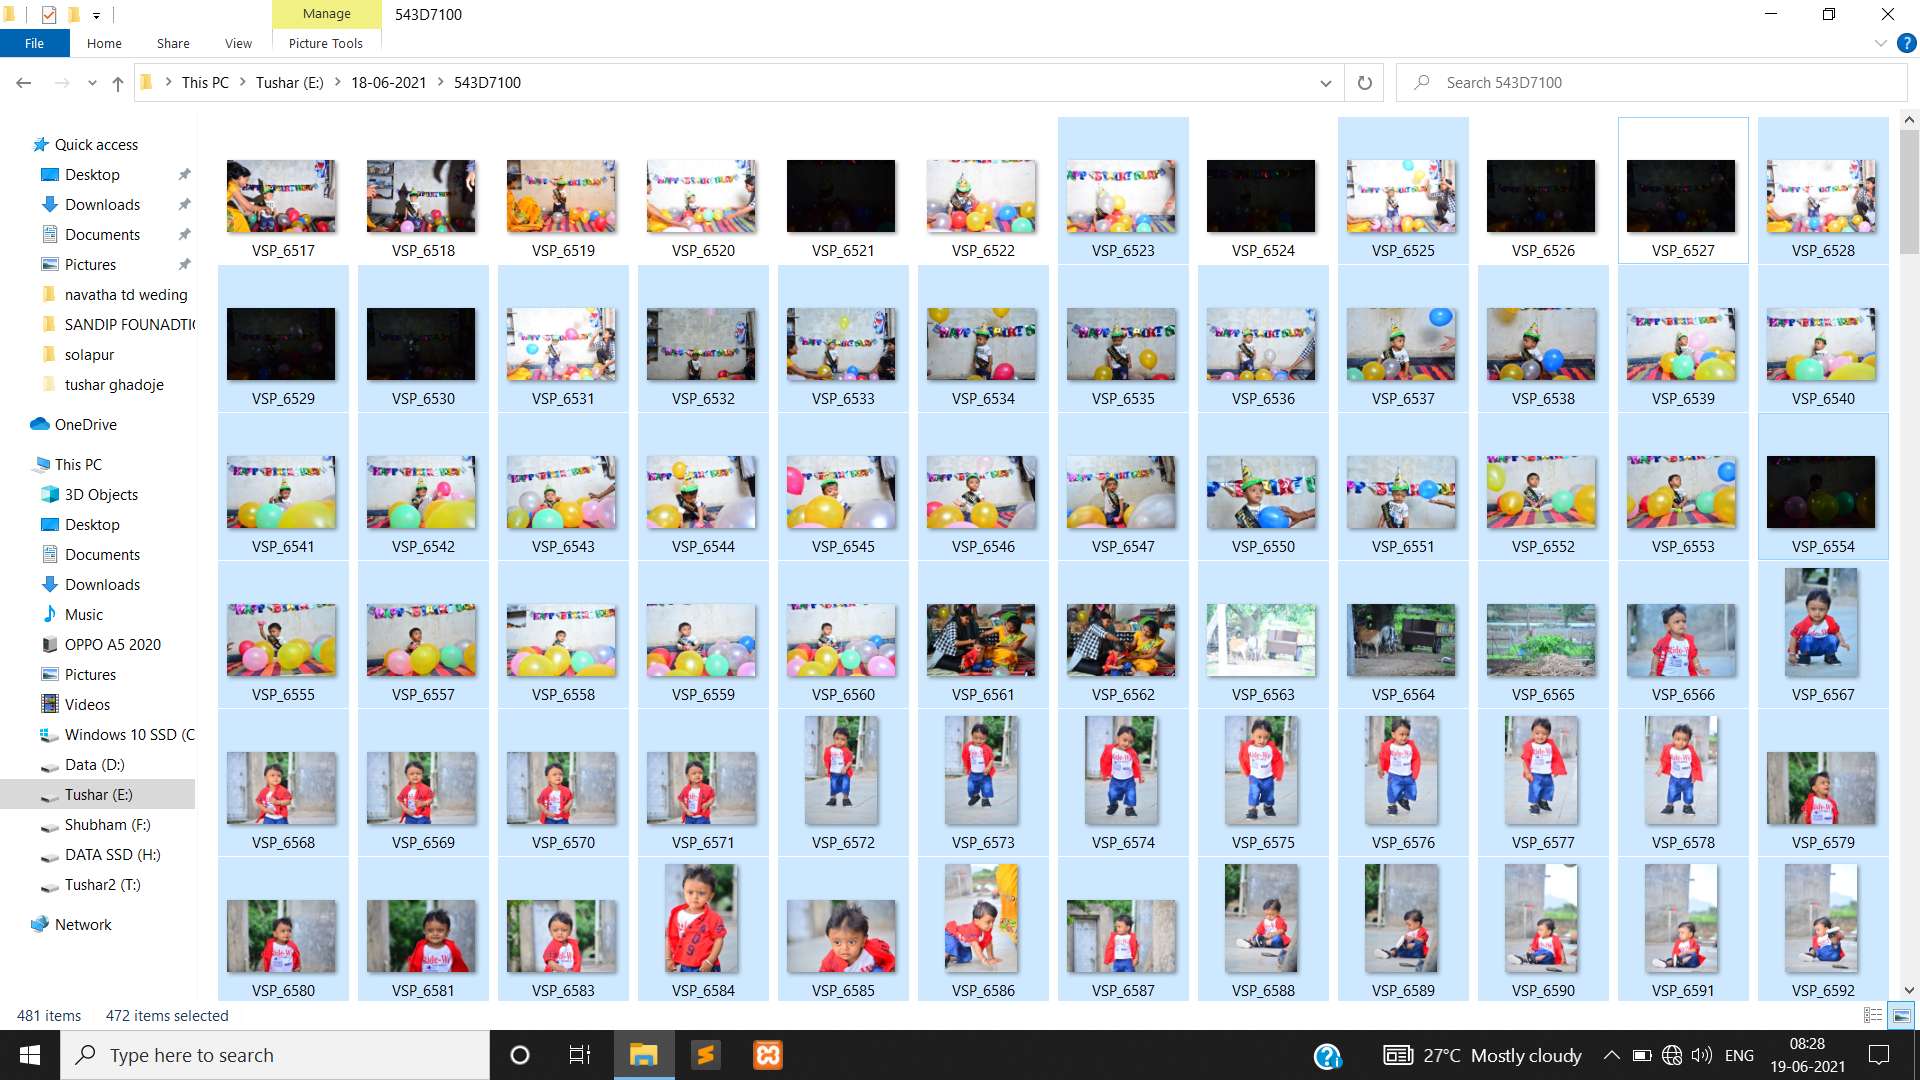 Manage
543D7100
File
Home
Share
View
Picture Tools
This PC
Tushar (E:)
18-06-2021
543D7100
Search 543D7100
Quick access
Desktop
Downloads
Documents
Pictures
navatha td weding
SANDIP FOUNADTIC
solapur
tushar ghadoje
OneDrive
This PC
3D Objects
Desktop
Documents
Downloads
Music
OPPO A5 2020
Pictures
Videos
Windows 10 SSD (C
Data (D:)
Tushar (E:)
Shubham (F:)
DATA SSD (H:)
Tushar2 (T:)
Network
VSP_6517 VSP_6518 VSP_6519 VSP_6520 VSP_6521 VSP_6522 VSP_6523 VSP_6524 VSP_6525 VSP_6526 VSP_6527 VSP_6528
VSP_6529 VSP_6530 VSP_6531 VSP_6532 VSP_6533 VSP_6534 VSP_6535 VSP_6536 VSP_6537 VSP_6538 VSP_6539 VSP_6540
VSP_6541 VSP_6542 VSP_6543 VSP_6544 VSP_6545 VSP_6546 VSP_6547 VSP_6550 VSP_6551 VSP_6552 VSP_6553 VSP_6554
VSP_6555 VSP_6557 VSP_6558 VSP_6559 VSP_6560 VSP_6561 VSP_6562 VSP_6563 VSP_6564 VSP_6565 VSP_6566 VSP_6567
VSP_6568 VSP_6569 VSP_6570 VSP_6571 VSP_6572 VSP_6573 VSP_6574 VSP_6575 VSP_6576 VSP_6577 VSP_6578 VSP_6579
VSP_6580 VSP_6581 VSP_6583 VSP_6584 VSP_6585 VSP_6586 VSP_6587 VSP_6588 VSP_6589 VSP_6590 VSP_6591 VSP_6592
481 items
472 items selected
Type here to search
27°C Mostly cloudy
ENG
08:28
19-06-2021